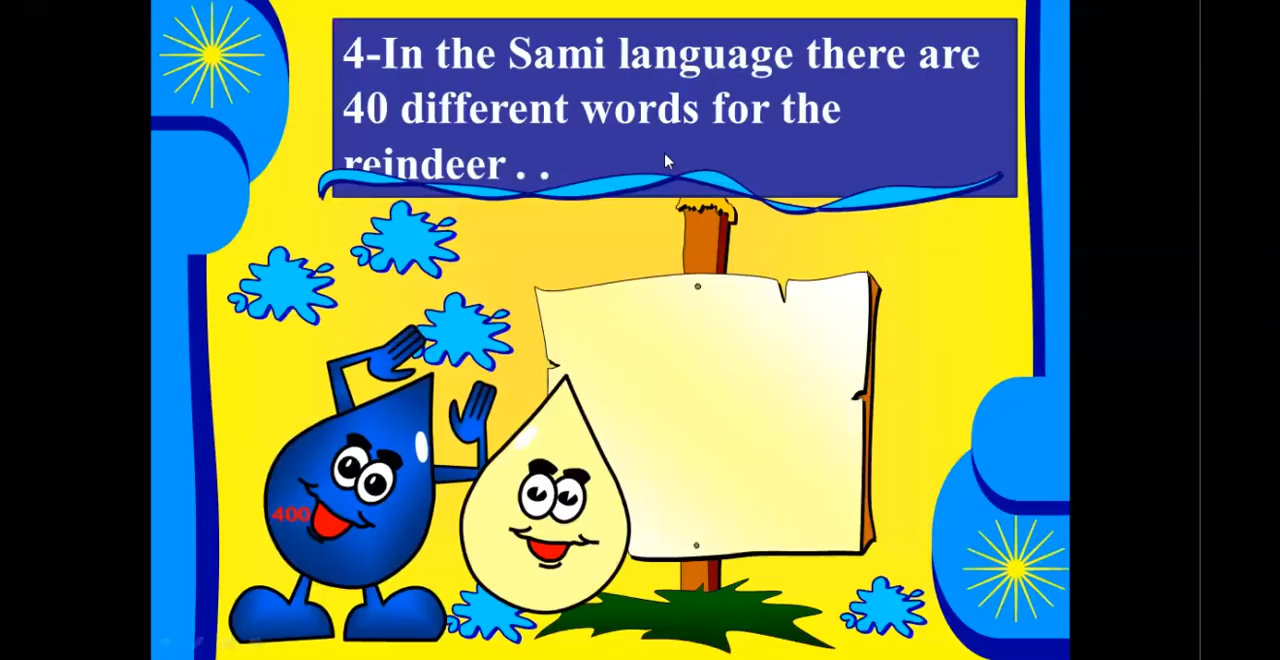 4-In the Sami language there are
40 different words for the
reindeer . .
400